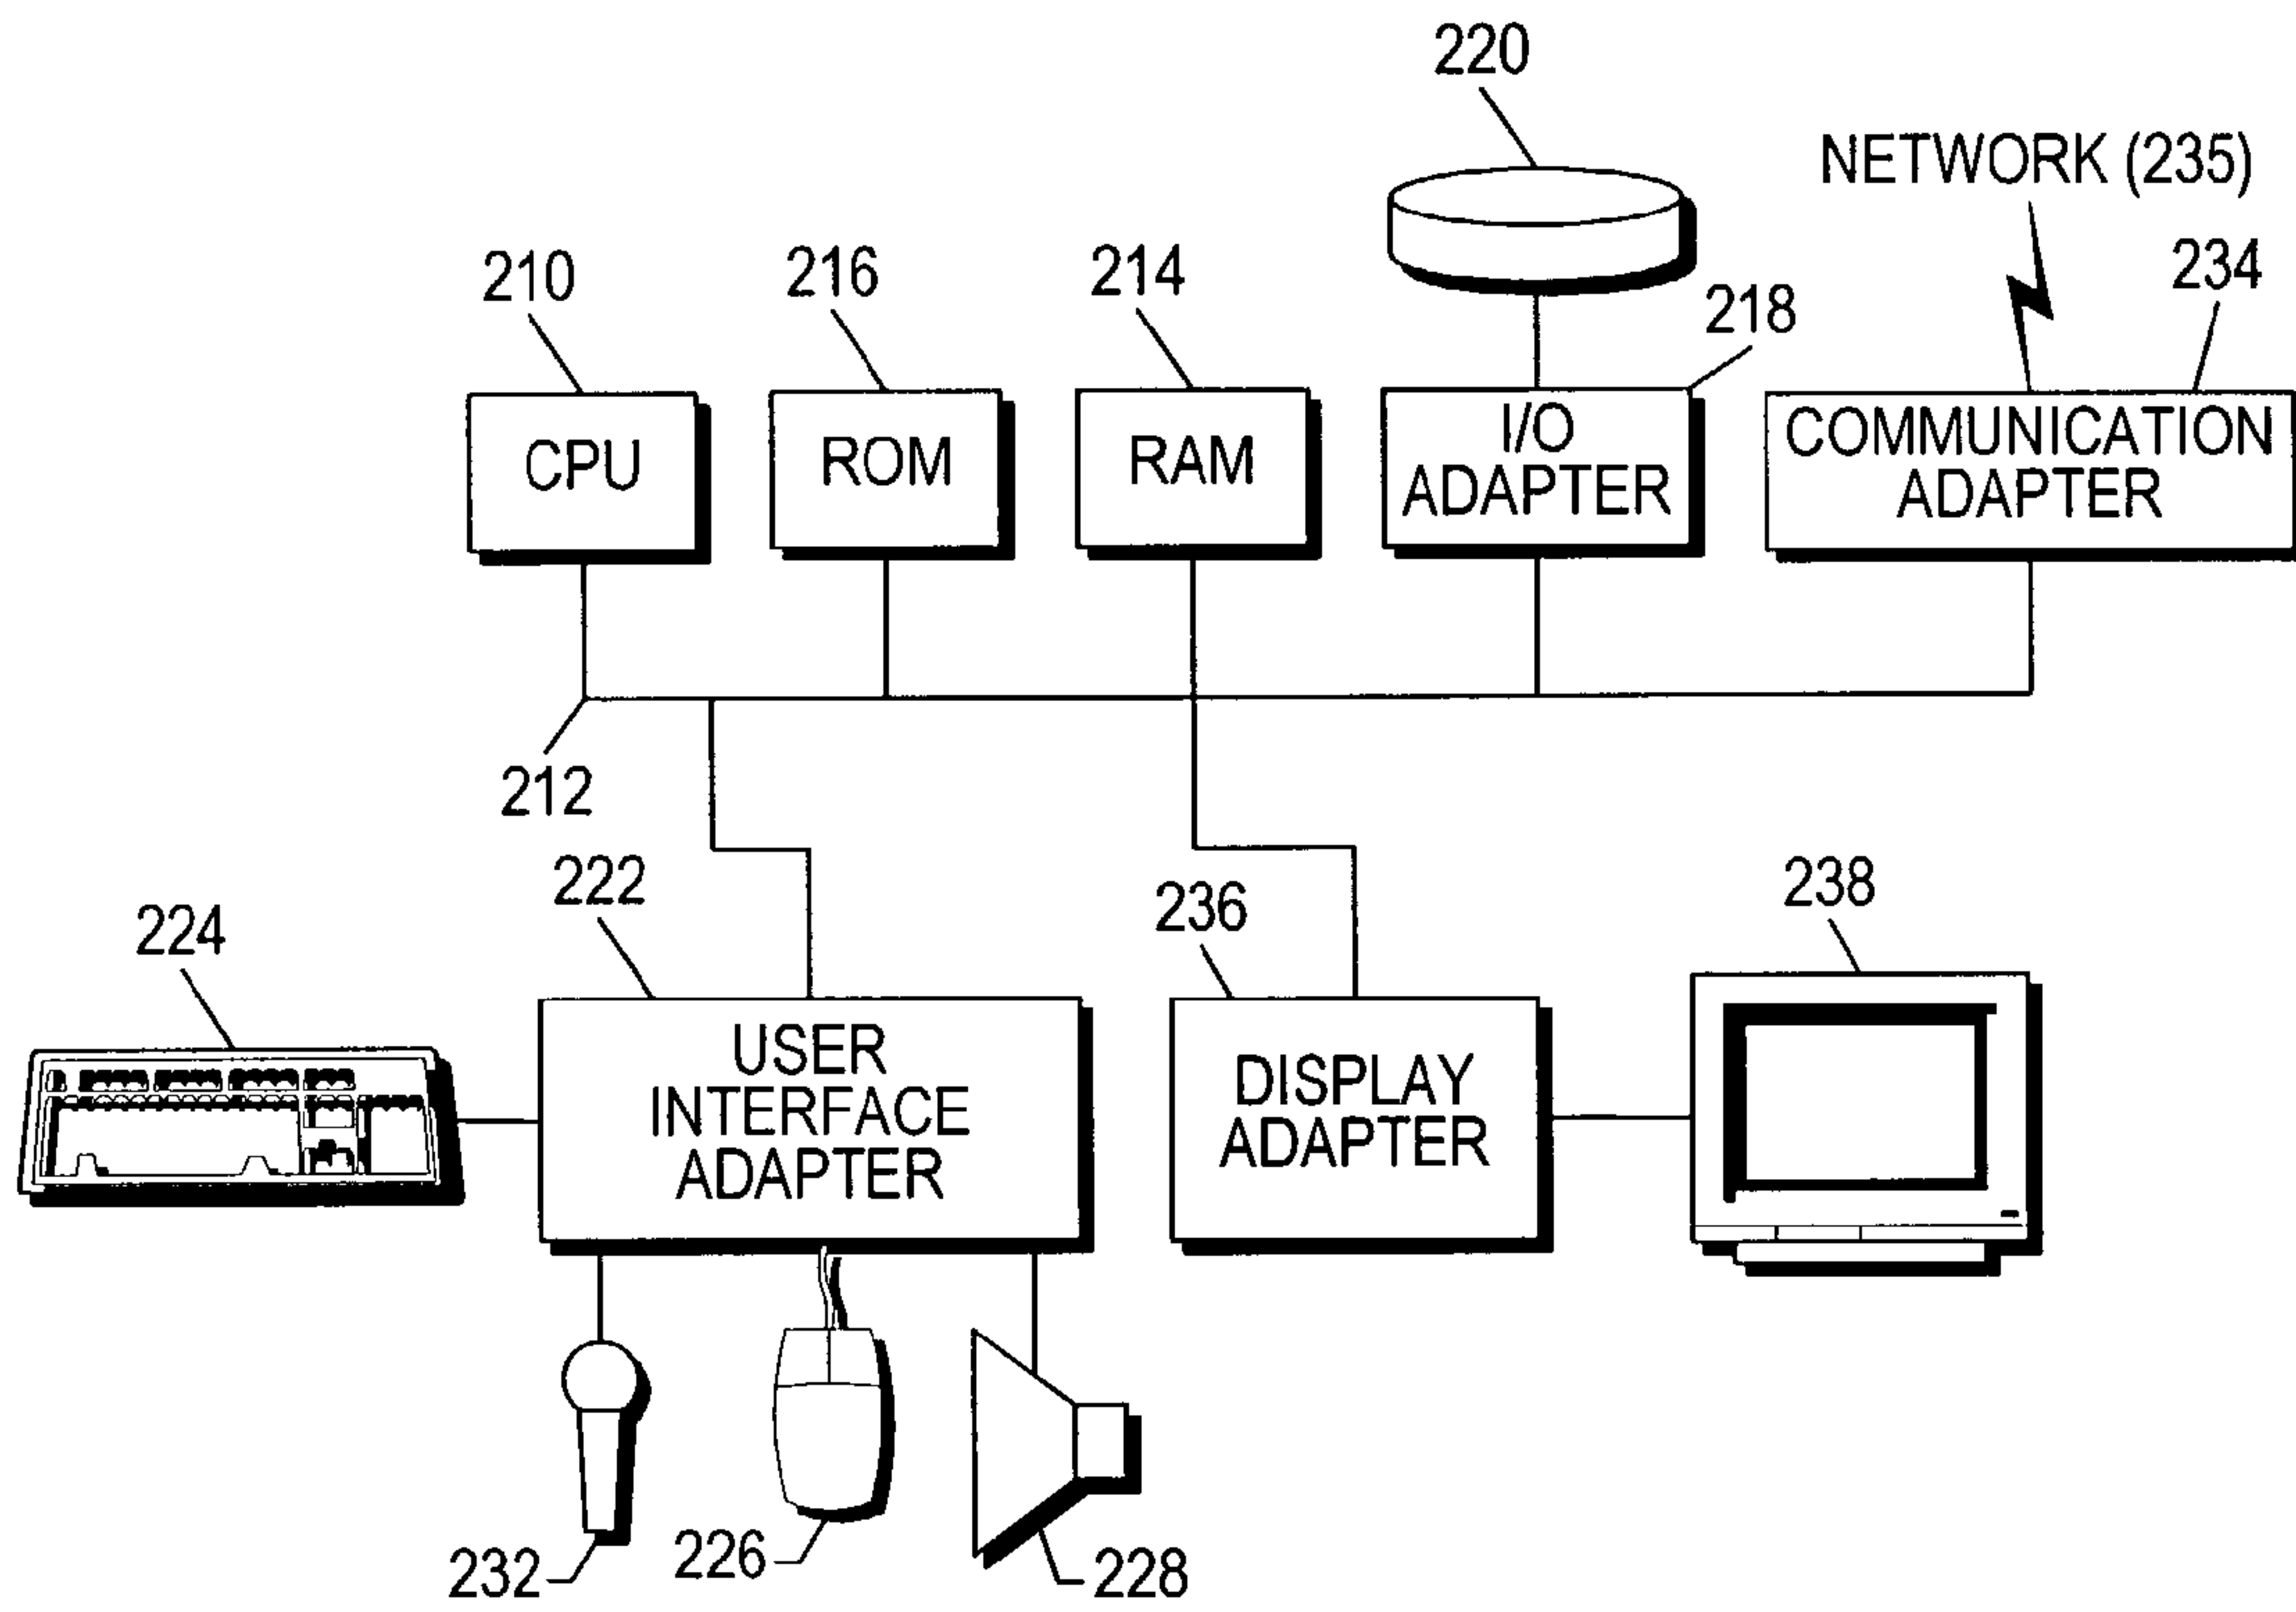 220
NETWORK (235)
210
216
214
218
234
CPU
ROM
RAM
I/O
ADAPTER
COMMUNICATION
ADAPTER
212
222
236
238
224
USER
INTERFACE
ADAPTER
DISPLAY
ADAPTER
232
226
228